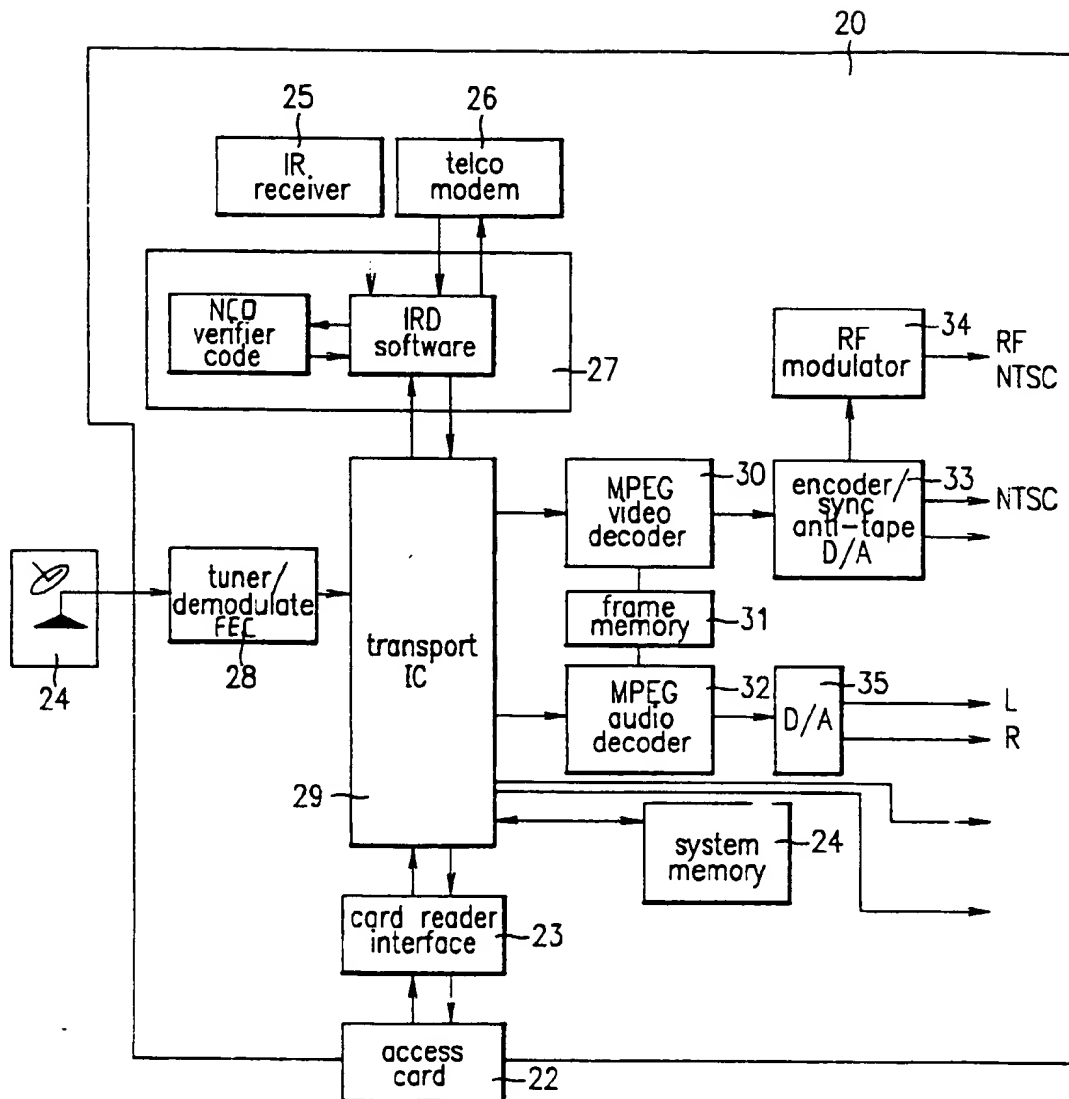 20
25
26
IR
receiver
telco
modem
NCD
verifier
code
IRD
software
27
RF
modulator
34
RF
NTSC
MPEG
video
decoder
30
encoder/
sync
anti-tape
D/A
33
NTSC
24
tuner/
demodulate
FEC
28
transport
IC
29
frame
memory
31
MPEG
audio
decoder
32
D/A
35
L
R
system
memory
24
card reader
interface
23
access
card
22